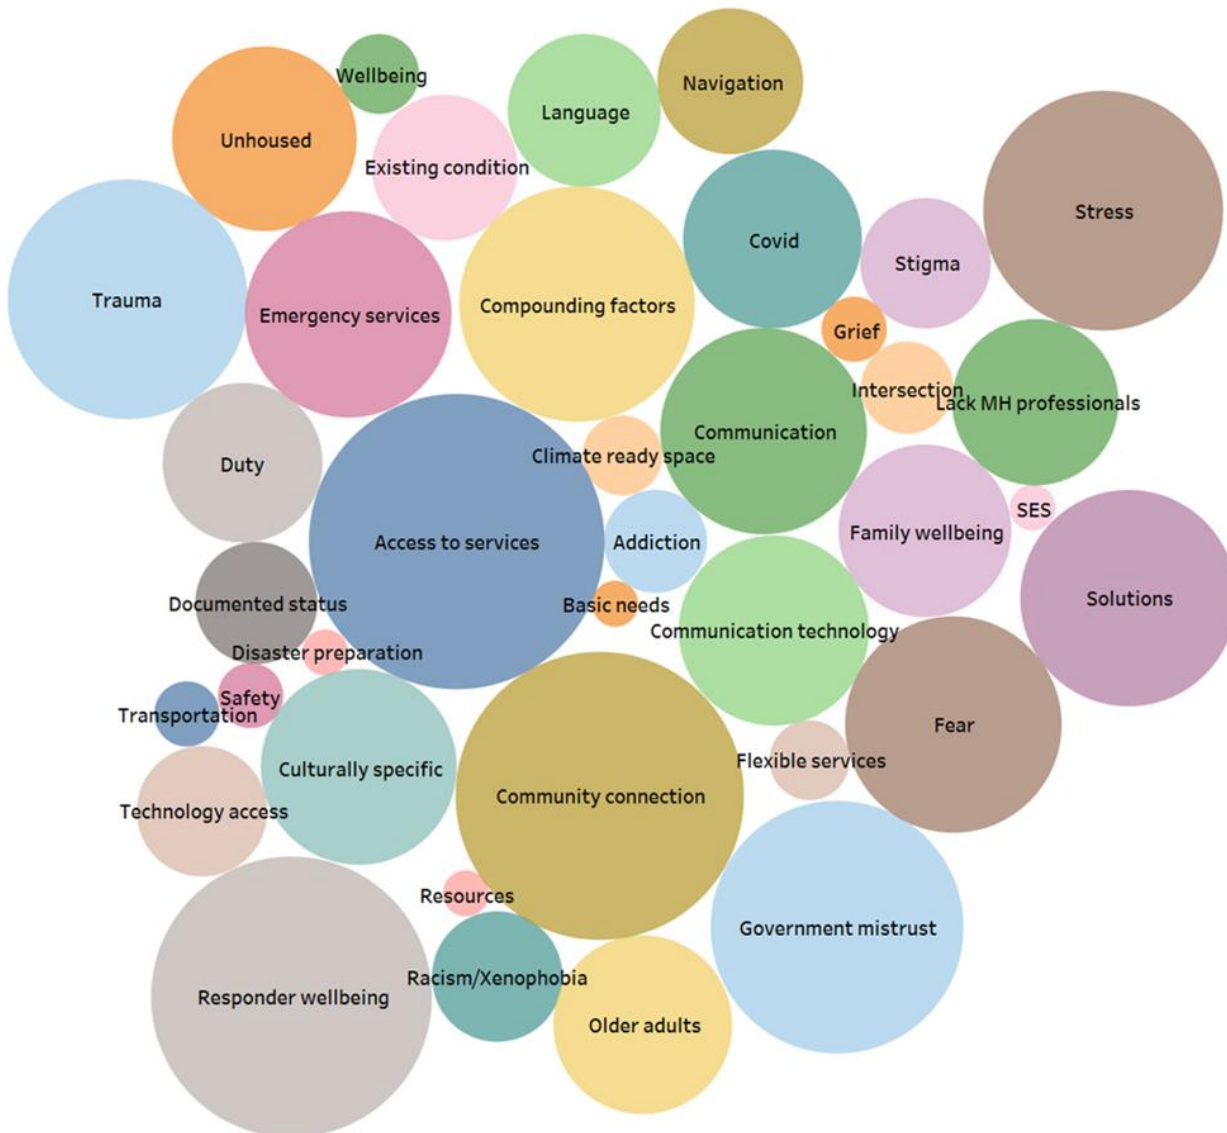 Wellbeing
Navigation
Language
Unhoused
Existing condition
Stress
Covid
Stigma
Trauma
Compounding factors
Emergency services
Grief
Intersection
Lack MH professionals
Communication
Climate ready space
Duty
SES
Family wellbeing
Access to services
Addiction
Solutions
Documented status
Basic needs
Communication technology
Disaster preparation
Safety
Transportation
Fear
Flexible services
Culturally specific
Community connection
Technology access
Resources
Government mistrust
Racism/Xenophobia
Responder wellbeing
Older adults